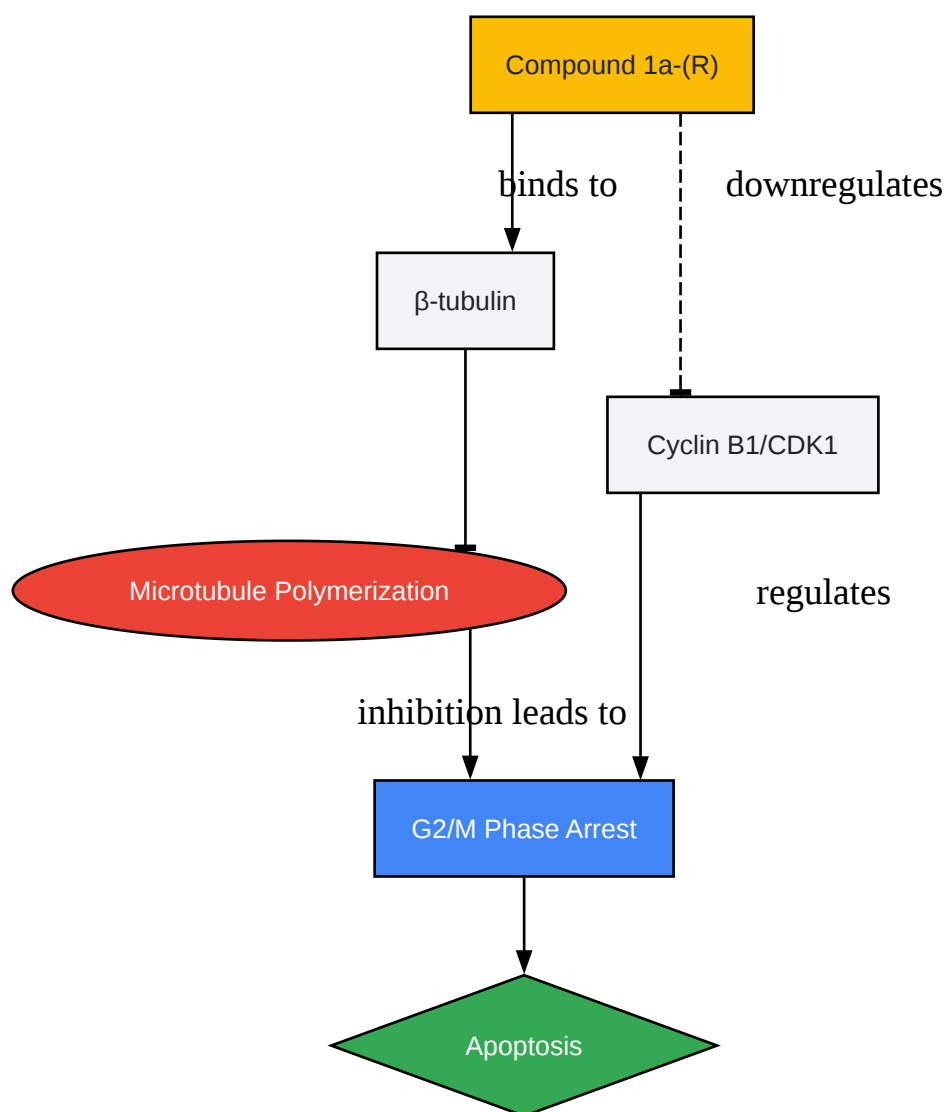 Compound 1a-(R)
binds to
downregulates
β-tubulin
Cyclin B1/CDK1
Microtubule Polymerization
regulates
inhibition leads to
G2/M Phase Arrest
Apoptosis